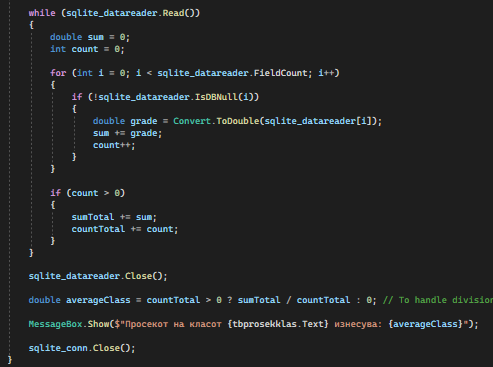 while (sqlite_datareader.Read())
{
double sum = 0;
int count = 0;
for (int i = 0; i < sqlite_datareader.FieldCount; i++)
{
if (!sqlite_datareader.IsDBNull(i))
{
double grade = Convert.ToDouble(sqlite_datareader[i]);
sum += grade;
count++;
}
}
if (count > 0)
{
sumTotal += sum;
countTotal += count;
}
}
sqlite_datareader.Close();
double averageClass = countTotal > 0 ? sumTotal / countTotal : 0; // To handle division
MessageBox.Show($"Просекот на класот {tbprosekklas.Text} изнесува: {averageClass}");
sqlite_conn.Close();
}